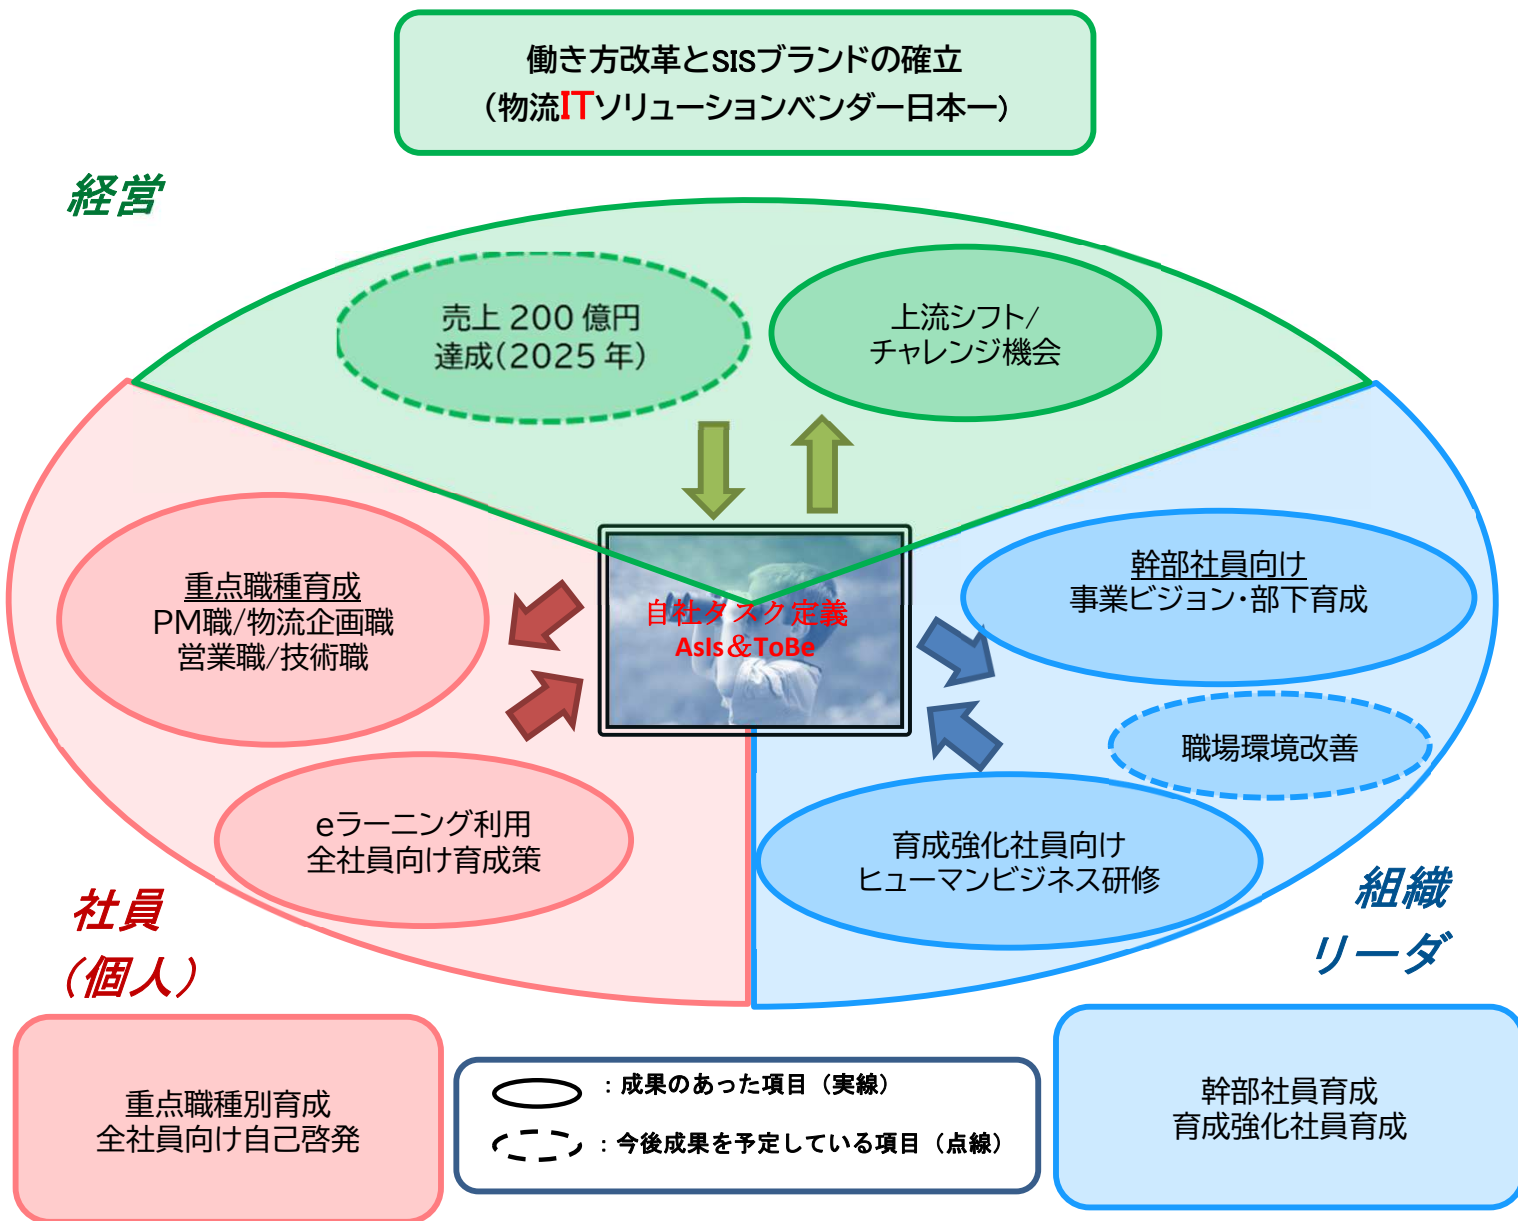 働き方改革とSISブランドの確立
（物流ITソリューションベンダー日本一）
経営
売上 200 億円
達成（2025 年）
上流シフト/
チャレンジ機会
重点職種育成
PM職/物流企画職
営業職/技術職
自社タスク定義
AsIs＆ToBe
幹部社員向け
事業ビジョン・部下育成
職場環境改善
eラーニング利用
全社員向け育成策
育成強化社員向け
ヒューマンビジネス研修
社員
（個人）
組織
リーダ
重点職種別育成
全社員向け自己啓発
：成果のあった項目（実線）
：今後成果を予定している項目（点線）
幹部社員育成
育成強化社員育成